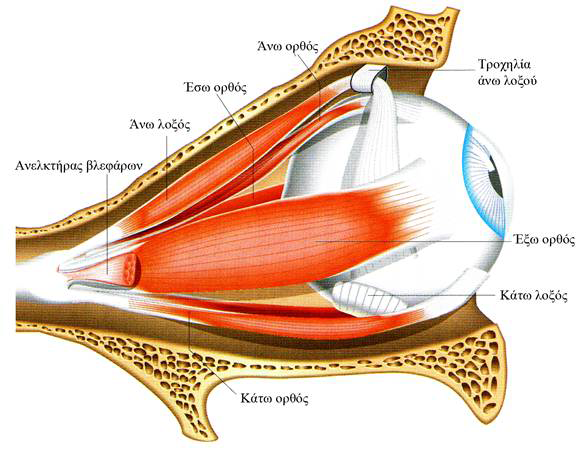 Άνω ορθός
Τροχηλία
άνω λοξού
Έσω ορθός
Άνω λοξός
Ανελκτήρας βλεφάρων
Έξω ορθός
Κάτω λοξός
Κάτω ορθός